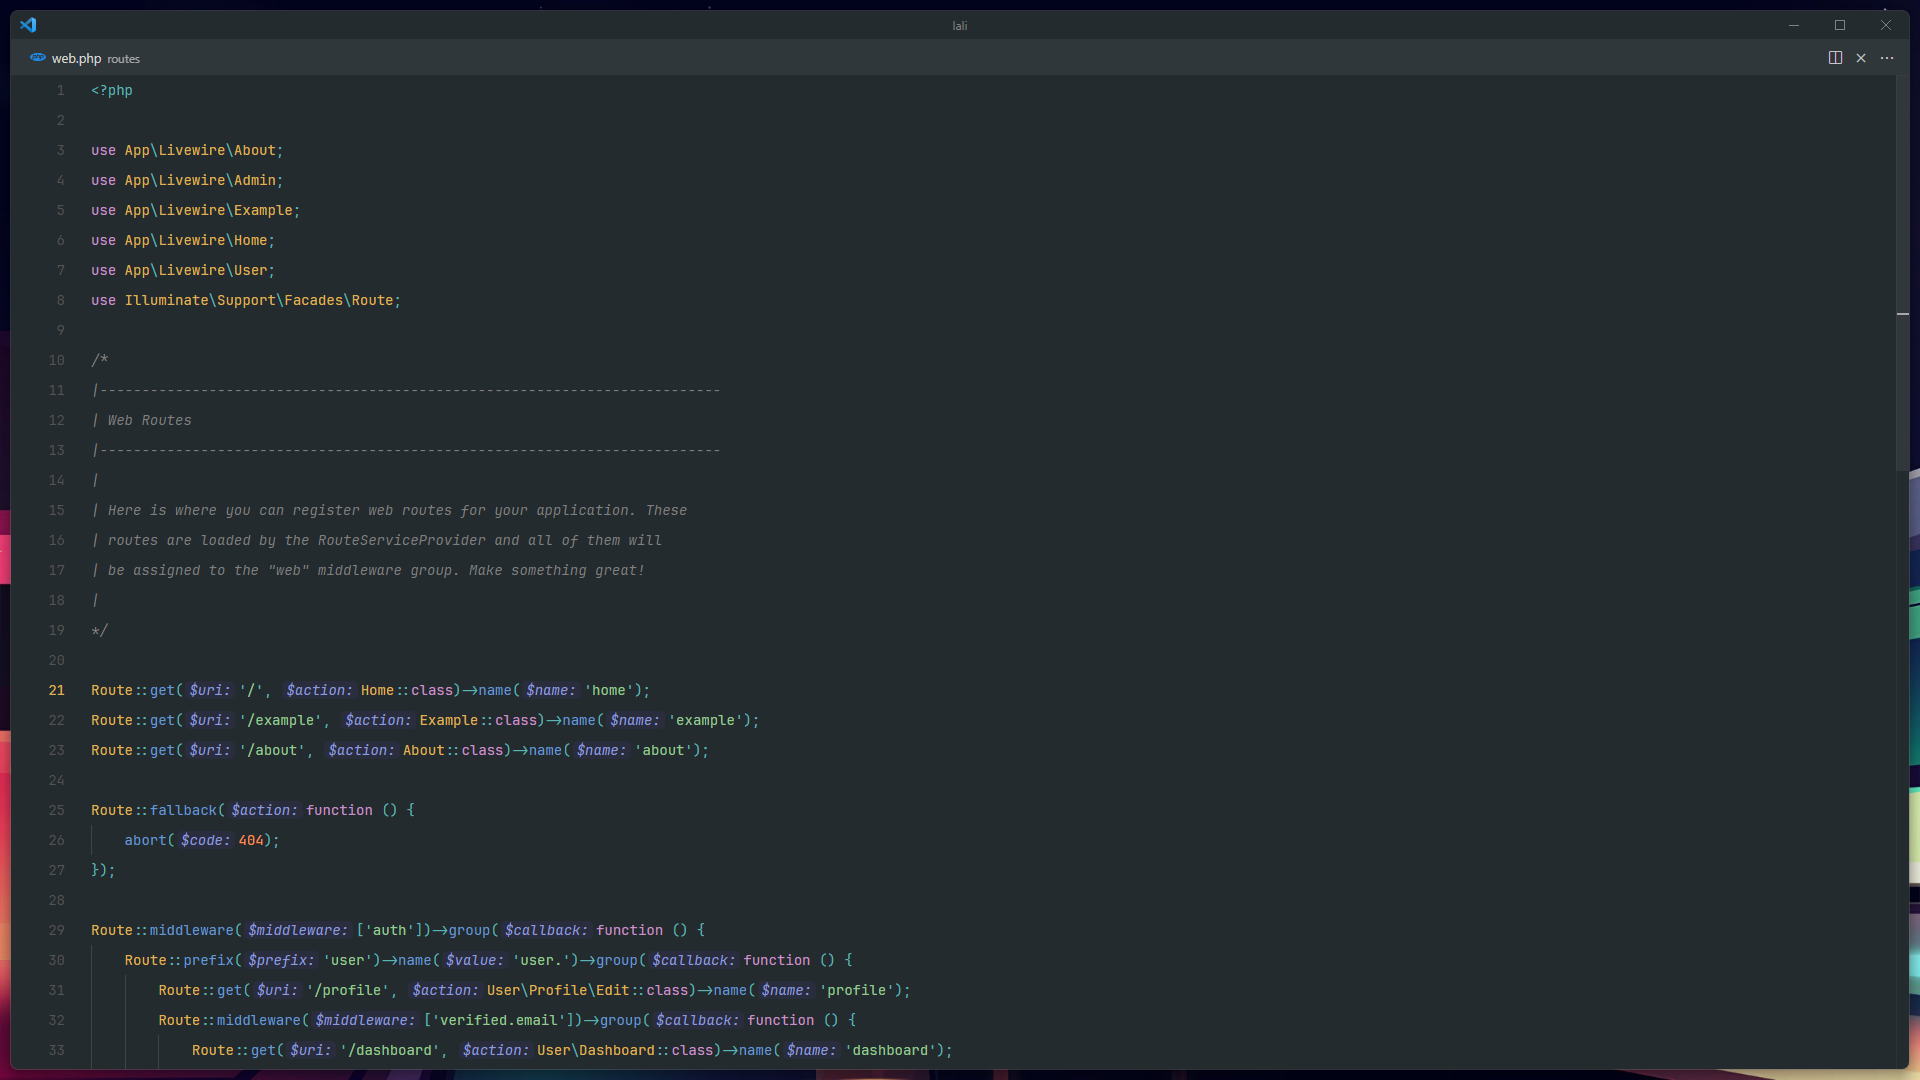 lali
web.php routes
1 <?php
2
3 use App\Livewire\About;
4 use App\Livewire\Admin;
5 use App\Livewire\Example;
6 use App\Livewire\Home;
7 use App\Livewire\User;
8 use Illuminate\Support\Facades\Route;
9
10 /*
11 |--------------------------------------------------------------------------
12 | Web Routes
13 |--------------------------------------------------------------------------
14 |
15 | Here is where you can register web routes for your application. These
16 | routes are loaded by the RouteServiceProvider and all of them will
17 | be assigned to the "web" middleware group. Make something great!
18 |
19 */
20
21 Route::get($uri: '/', $action: Home::class)->name($name: 'home');
22 Route::get($uri: '/example', $action: Example::class)->name($name: 'example');
23 Route::get($uri: '/about', $action: About::class)->name($name: 'about');
24
25 Route::fallback($action: function () {
26     abort($code: 404);
27 });
28
29 Route::middleware($middleware: ['auth'])->group($callback: function () {
30     Route::prefix($prefix: 'user')->name($value: 'user.')->group($callback: function () {
31         Route::get($uri: '/profile', $action: User\Profile\Edit::class)->name($name: 'profile');
32         Route::middleware($middleware: ['verified.email'])->group($callback: function () {
33             Route::get($uri: '/dashboard', $action: User\Dashboard::class)->name($name: 'dashboard');